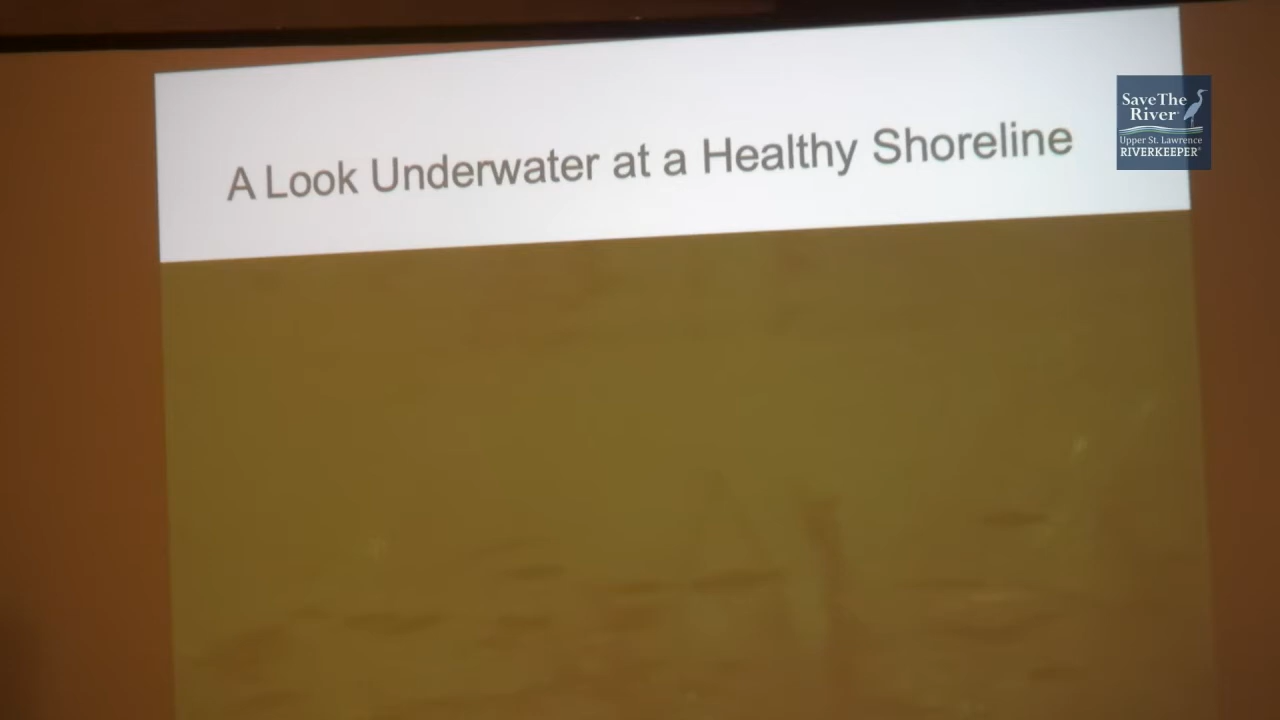 A Look Underwater at a Healthy Shoreline
Save The
River
Upper St. Lawrence
RIVERKEEPER®